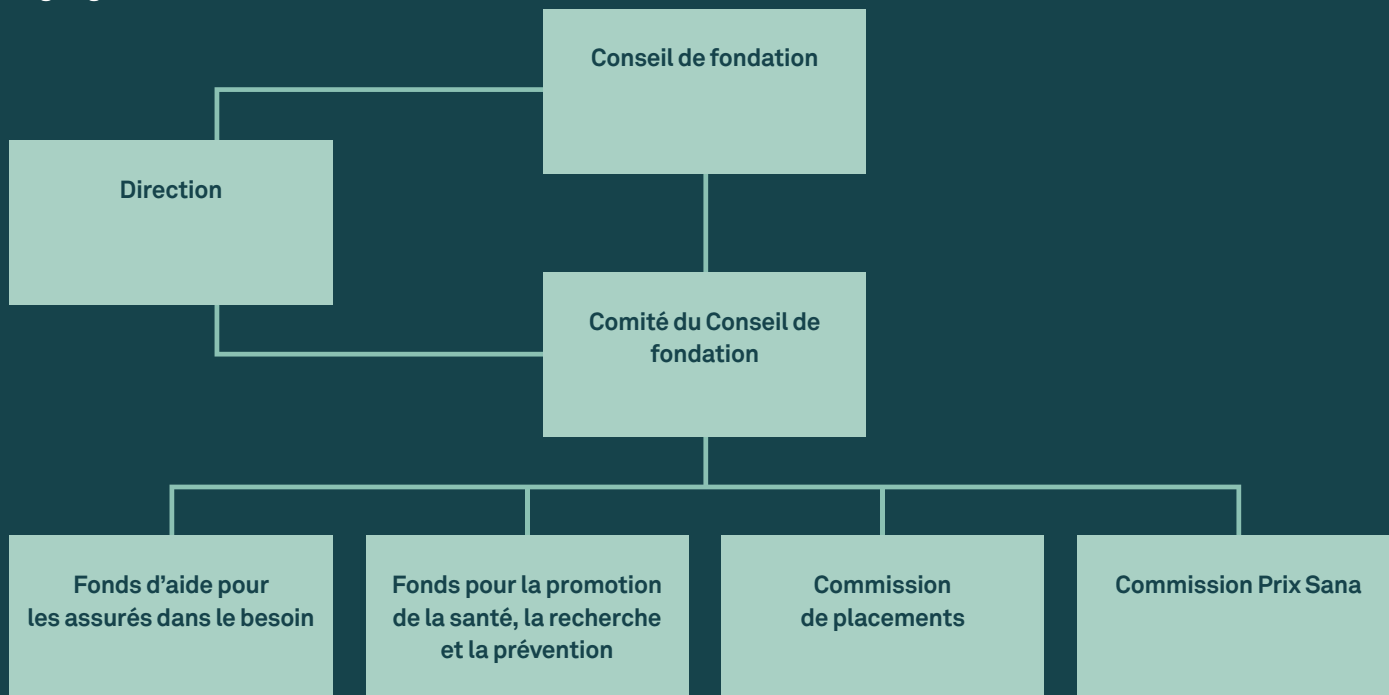 Conseil de fondation
Direction
Comité du Conseil de
fondation
Fonds d’aide pour
les assurés dans le besoin
Fonds pour la promotion
de la santé, la recherche
et la prévention
Commission
de placements
Commission Prix Sana